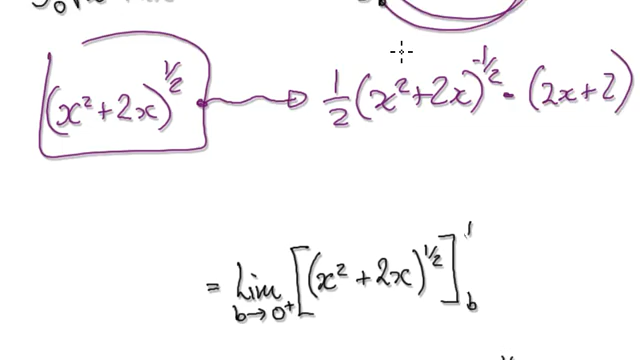 (x² + 2x)^{1/2} → 1/2 (x² + 2x)^{-1/2} · (2x + 2)
= lim_{b→0⁺} [(x² + 2x)^{1/2}]_b^1